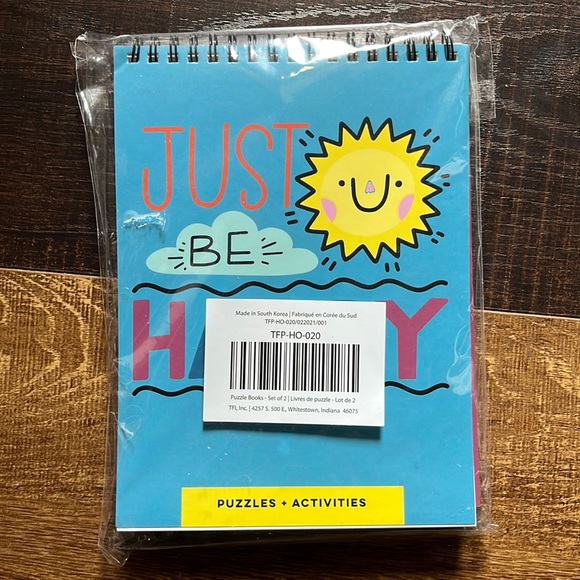 JUST
BE
H Y
Made in South Korea | Fabriqué en Corée du Sud
TFP-HO-020/022021/001
TFP-HO-020
Puzzle Books - Set of 2 | Livres de puzzle - Lot de 2
TFI, Inc. | 4257 S. 500 E., Whitestown, Indiana 46075
PUZZLES + ACTIVITIES